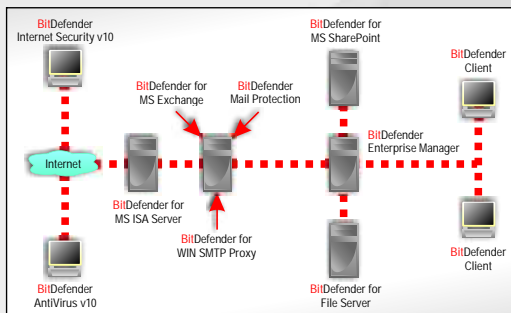 BitDefender
Internet Security v10
BitDefender for
MS SharePoint
BitDefender
Client
BitDefender for
MS Exchange
BitDefender
Mail Protection
BitDefender
Enterprise Manager
Internet
BitDefender for
MS ISA Server
BitDefender for
WIN SMTP Proxy
BitDefender
Client
BitDefender
AntiVirus v10
BitDefender for
File Server